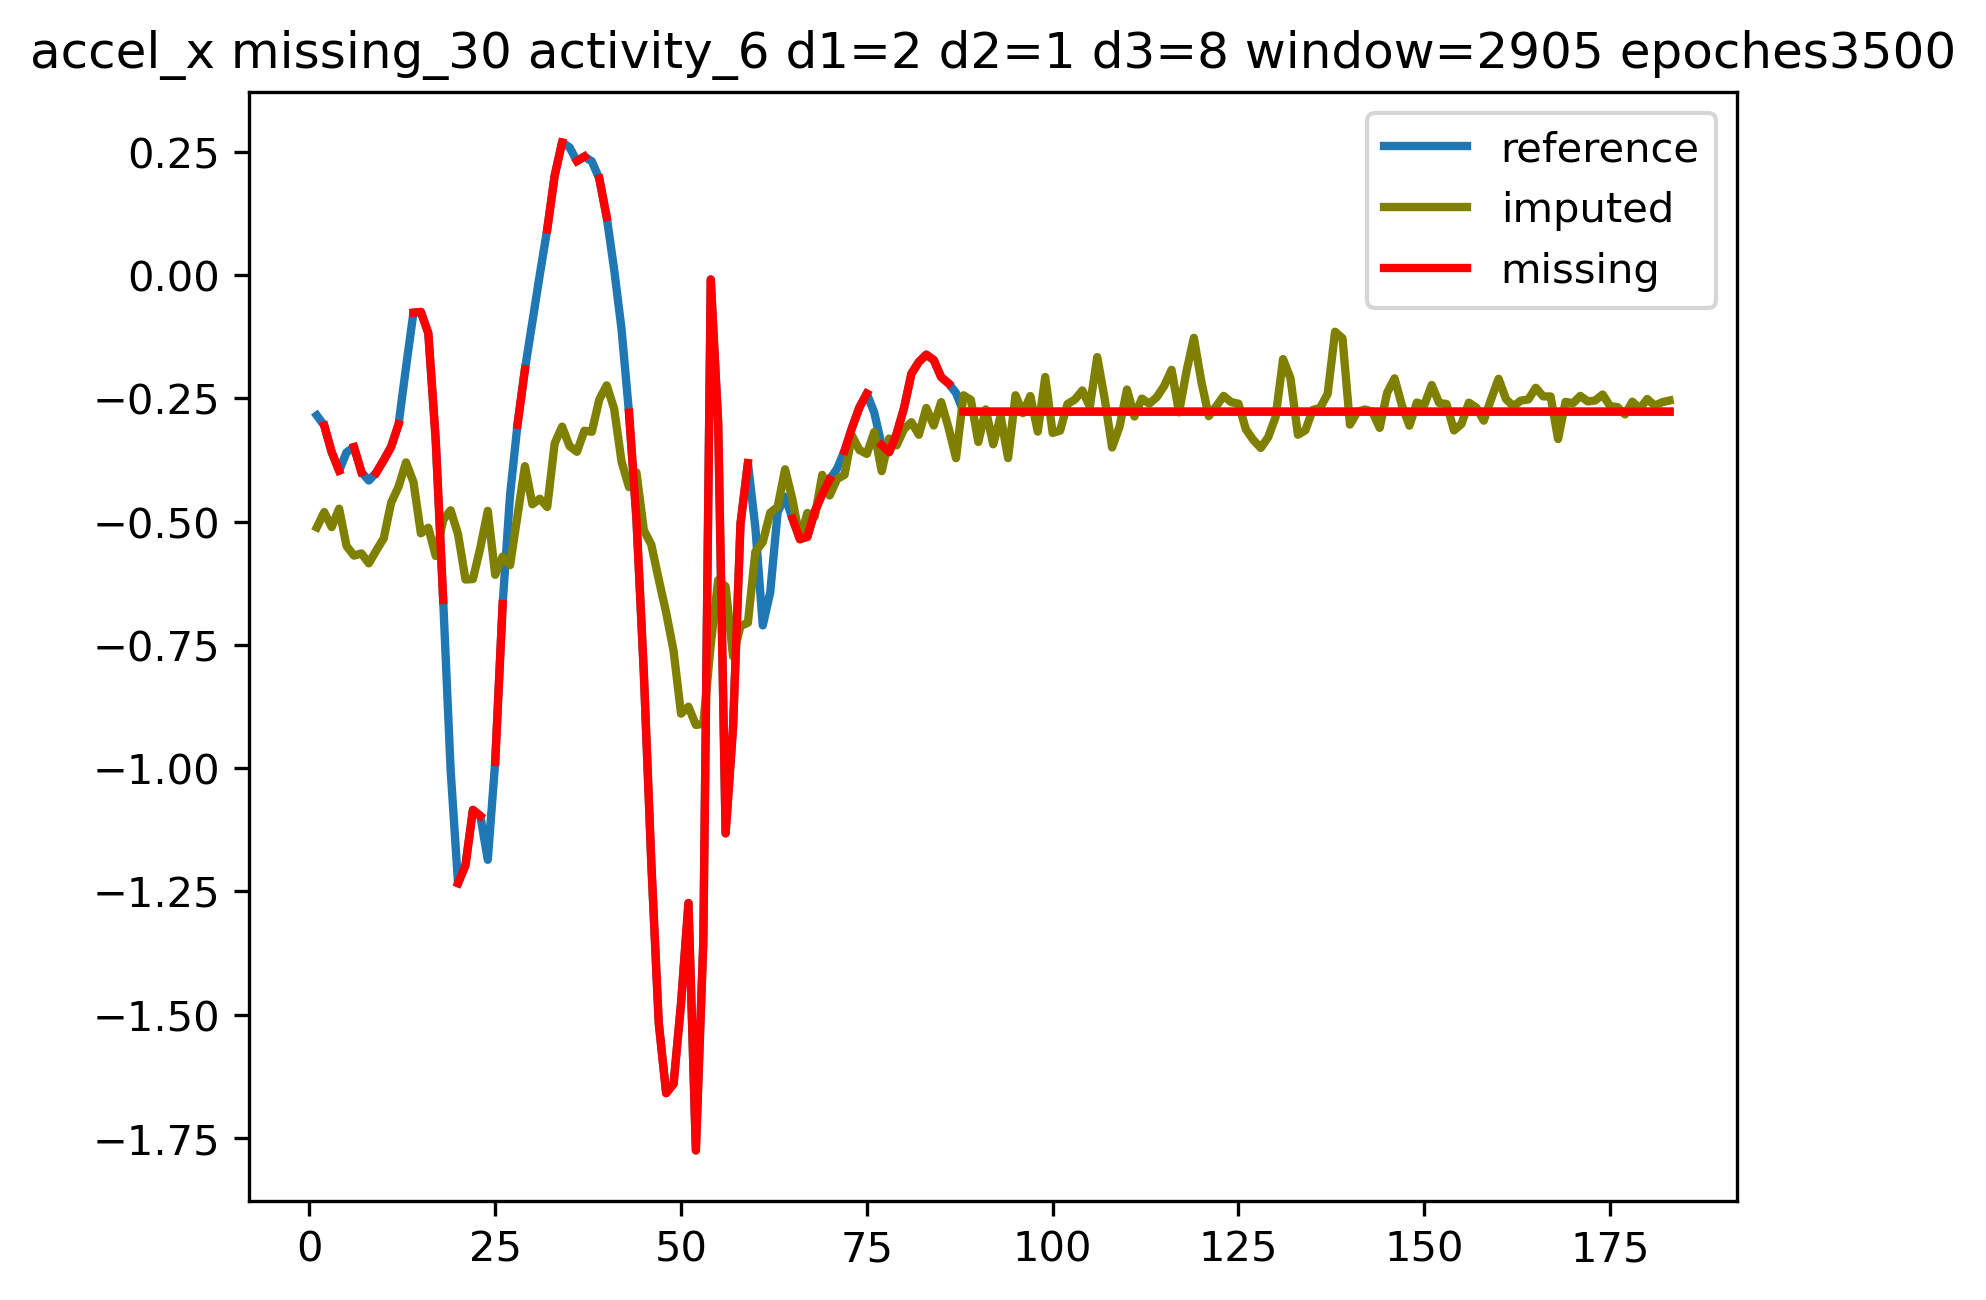 accel_x missing_30 activity_6 d1=2 d2=1 d3=8 window=2905 epoches3500
reference
imputed
missing
0.25
0.00
−0.25
−0.50
−0.75
−1.00
−1.25
−1.50
−1.75
0 25 50 75 100 125 150 175